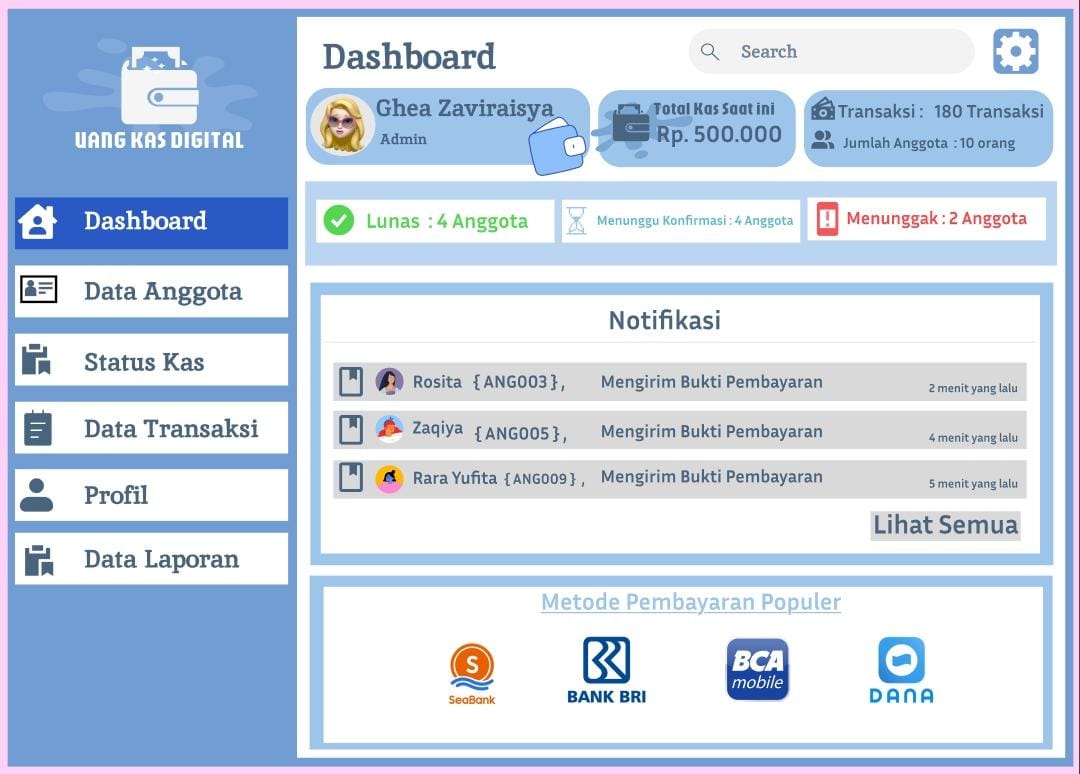 UANG KAS DIGITAL
Dashboard
Data Anggota
Status Kas
Data Transaksi
Profil
Data Laporan
Dashboard
Search
Ghea Zaviraisya
Admin
Total Kas Saat ini
Rp. 500.000
Transaksi : 180 Transaksi
Jumlah Anggota : 10 orang
Lunas : 4 Anggota
Menunggu Konfirmasi : 4 Anggota
Menunggak : 2 Anggota
Notifikasi
Rosita {ANG003}, Mengirim Bukti Pembayaran 2 menit yang lalu
Zaqiya {ANG005}, Mengirim Bukti Pembayaran 4 menit yang lalu
Rara Yufita {ANG009}, Mengirim Bukti Pembayaran 5 menit yang lalu
Lihat Semua
Metode Pembayaran Populer
S
SeaBank
BANK BRI
BCA
mobile
DANA